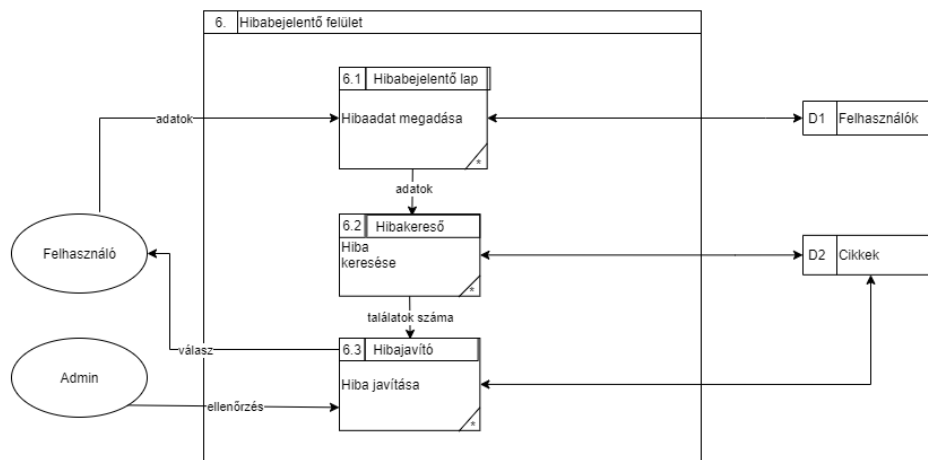 6. Hibabejelentő felület
6.1 Hibabejelentő lap
Hibaadat megadása
*
adatok
D1 Felhasználók
adatok
6.2 Hibakereső
Hiba
keresése
*
Felhasználó
D2 Cikkek
találatok száma
6.3 Hibajavító
válasz
Hiba javítása
*
Admin
ellenőrzés